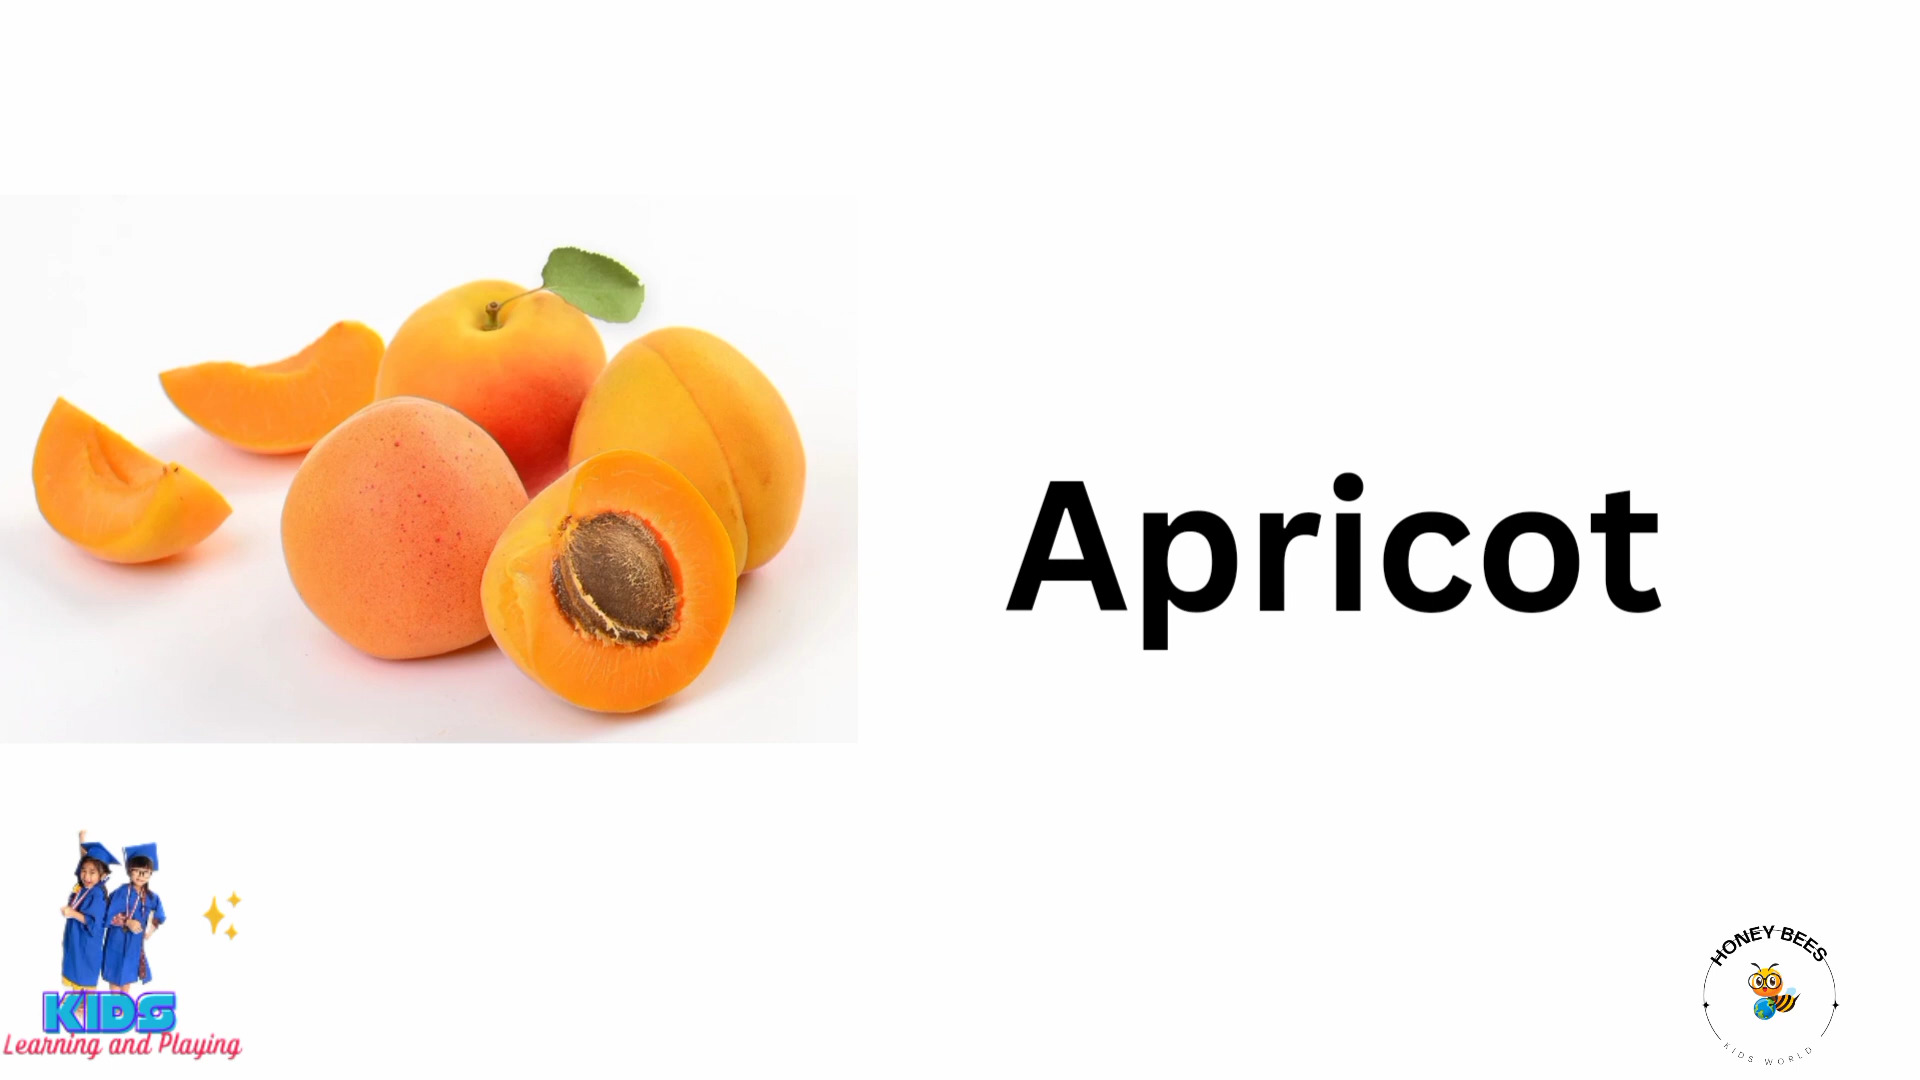 Apricot
KIDS
Learning and Playing
HONEY BEES
KIDS WORLD